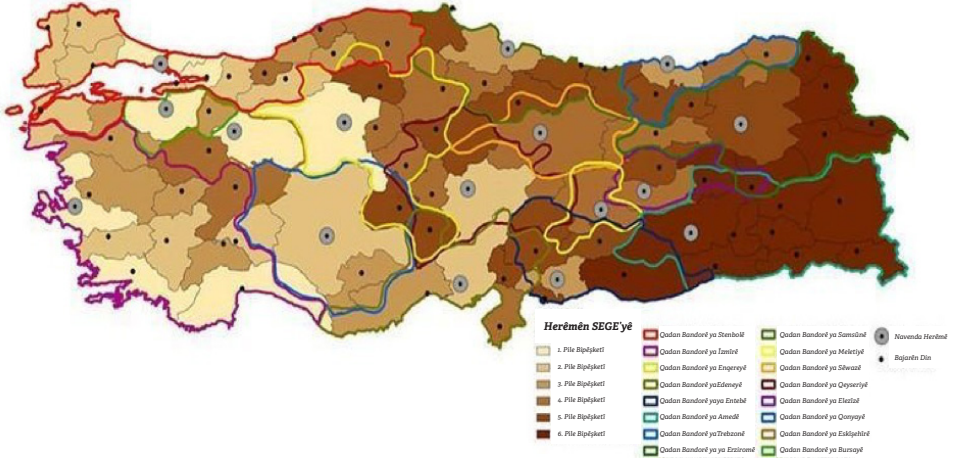 Herêmên SEGE'yê
1. Pile Bipêşketî
2. Pile Bipêşketî
3. Pile Bipêşketî
4. Pile Bipêşketî
5. Pile Bipêşketî
6. Pile Bipêşketî
Qadan Bandorê ya Stenbolê
Qadan Bandorê ya Îzmîrê
Qadan Bandorê ya Enqereyê
Qadan Bandorê yaEdeneyê
Qadan Bandorê yaya Entebê
Qadan Bandorê ya Amedê
Qadan Bandorê yaTrebzonê
Qadan Bandorê ya ya Erziromê
Qadan Bandorê ya Samsûnê
Qadan Bandorê ya Meletiyê
Qadan Bandorê ya Sêwazê
Qadan Bandorê ya Qeyseriyê
Qadan Bandorê ya Elezîzê
Qadan Bandorê ya Qonyayê
Qadan Bandorê ya Eskîşehîrê
Qadan Bandorê ya Bursayê
Navenda Herêmê
Bajarên Din